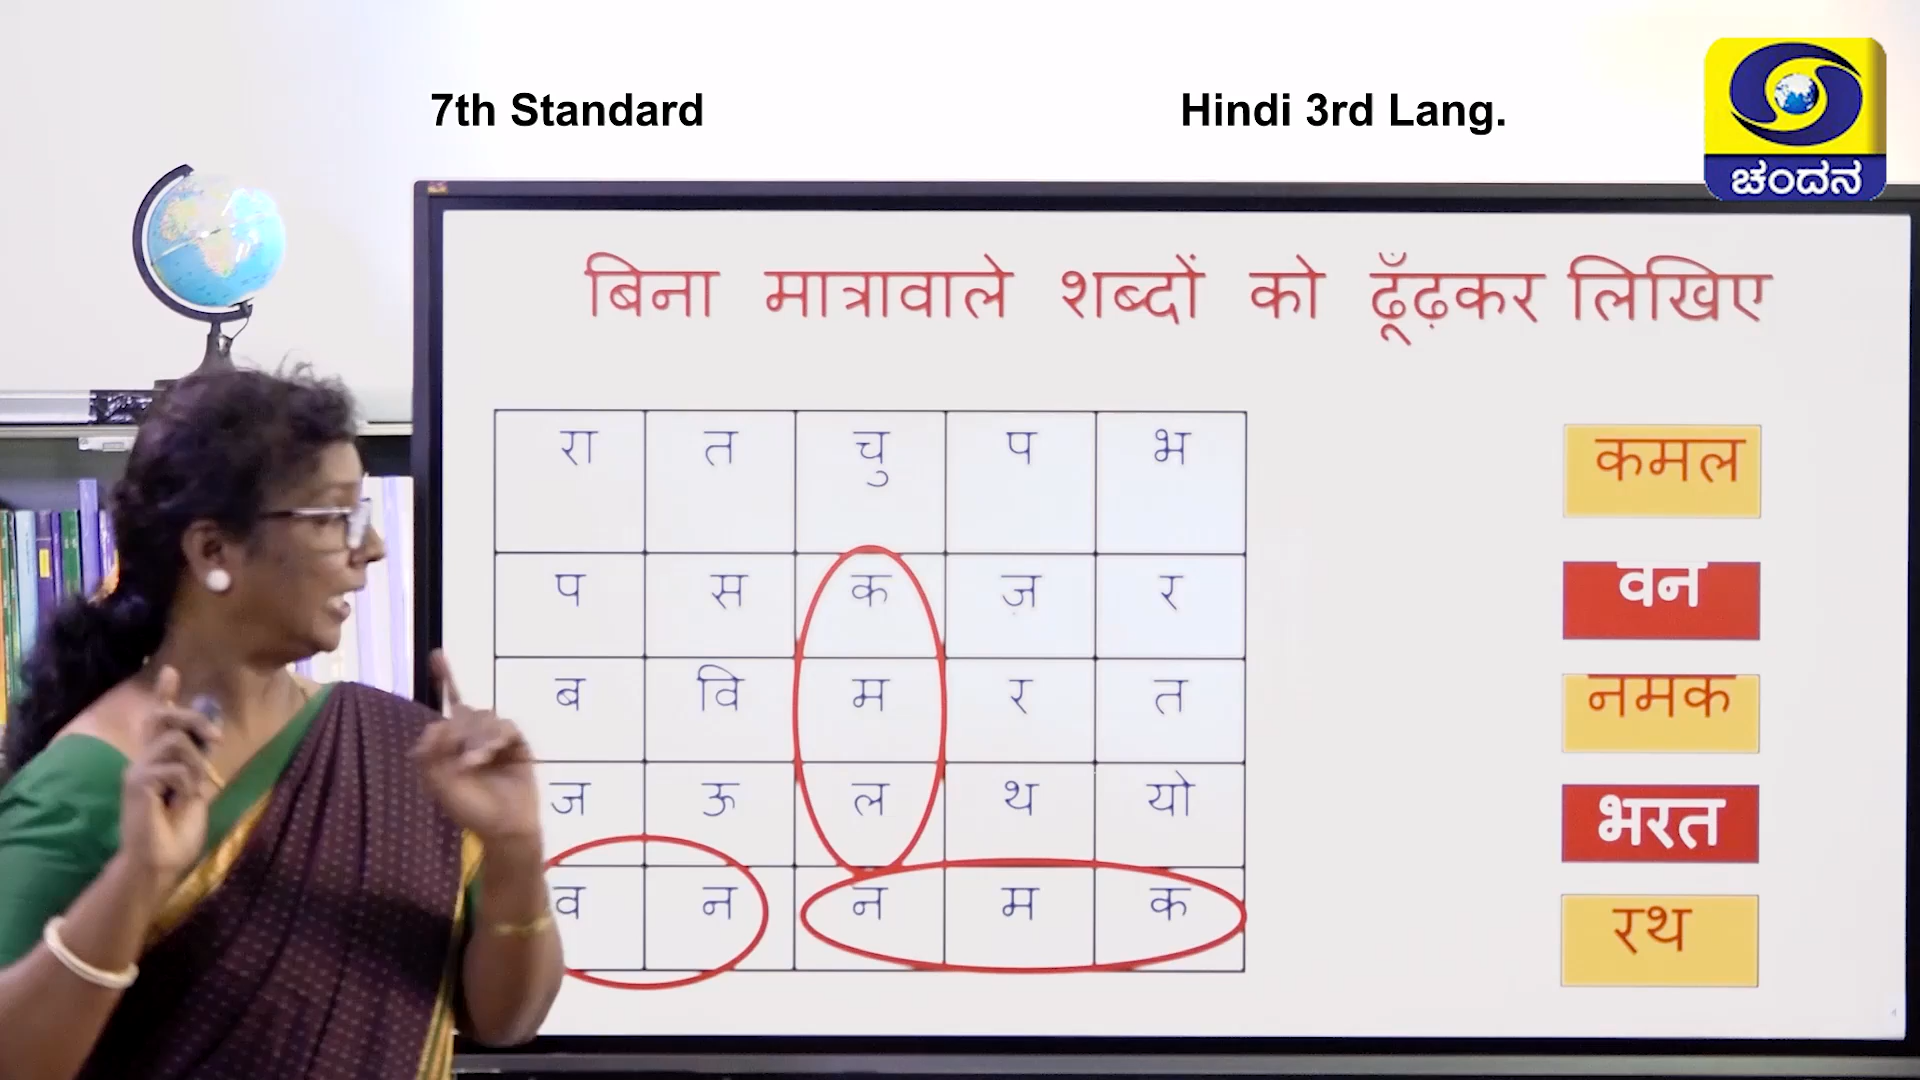 7th Standard
Hindi 3rd Lang.
ಚಂದನ
बिना मात्रावाले शब्दों को ढूँढ़कर लिखिए
रा त चु प भ
प स क ज़ र
ब वि म र त
ज ऊ ल थ यो
व न न म क
कमल
वन
नमक
भरत
रथ